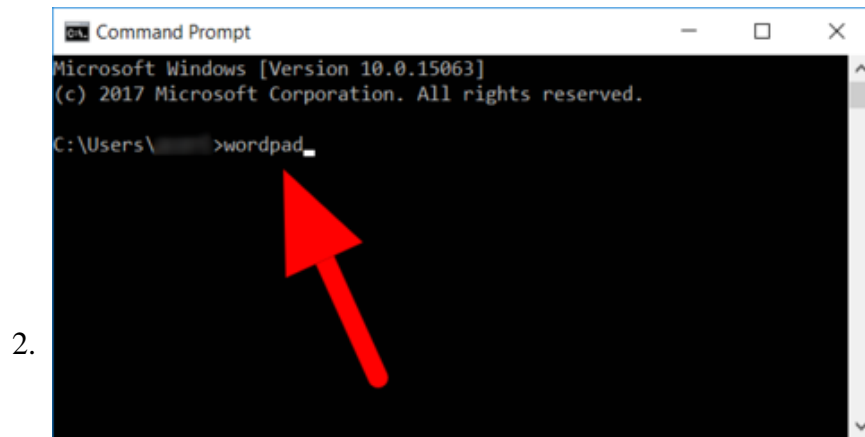 Command Prompt
Microsoft Windows [Version 10.0.15063]
(c) 2017 Microsoft Corporation. All rights reserved.
C:\Users\ >wordpad
2.